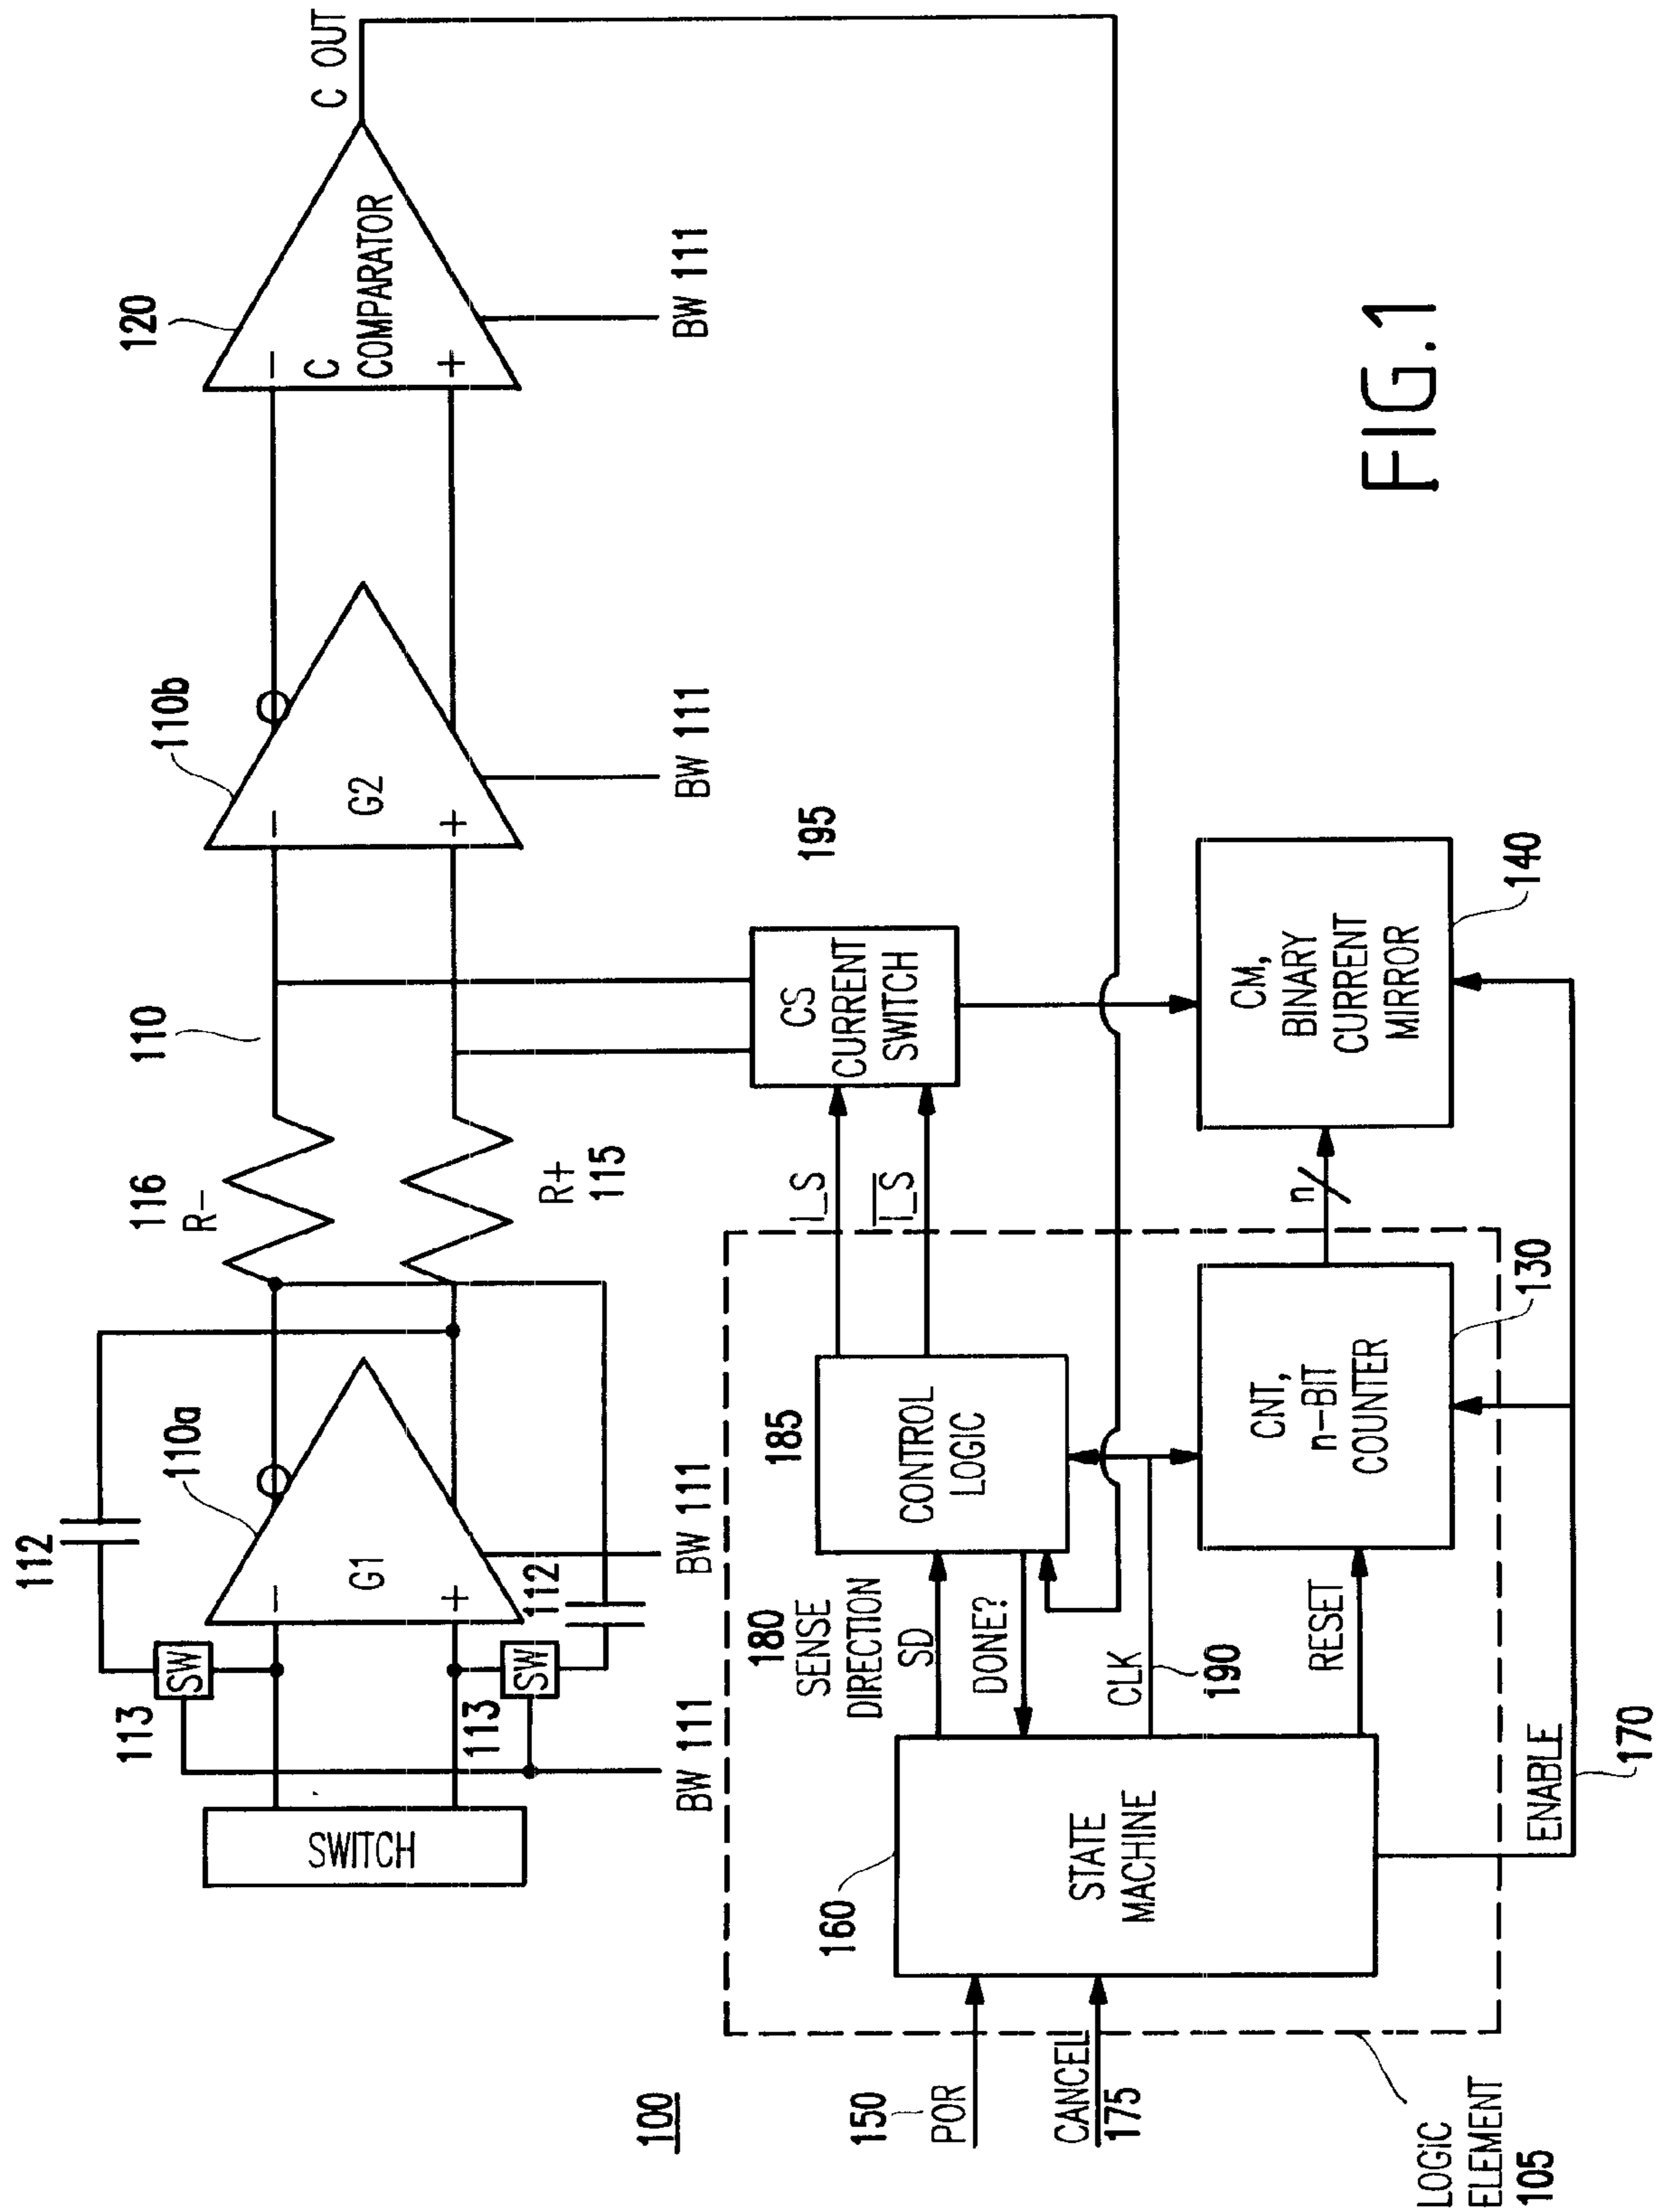 112
113
SW
SWITCH
BW 111
113
SW
112
BW 111
110a
G1
-
+
116
R-
R+
115
110
110b
G2
-
+
BW 111
120
C
COMPARATOR
-
+
BW 111
C OUT
195
CS
CURRENT
SWITCH
I_S
I_S
100
150
POR
CANCEL
175
160
STATE
MACHINE
180
SENSE
DIRECTION
SD
DONE?
CLK
190
RESET
185
CONTROL
LOGIC
CNT,
n-BIT
COUNTER
130
n
CM,
BINARY
CURRENT
MIRROR
140
ENABLE
170
LOGIC
ELEMENT
105
FIG.1